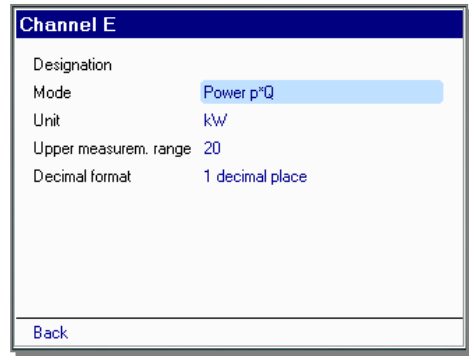 Channel E
Designation
Mode Power p*Q
Unit kW
Upper measurem. range 20
Decimal format 1 decimal place
Back